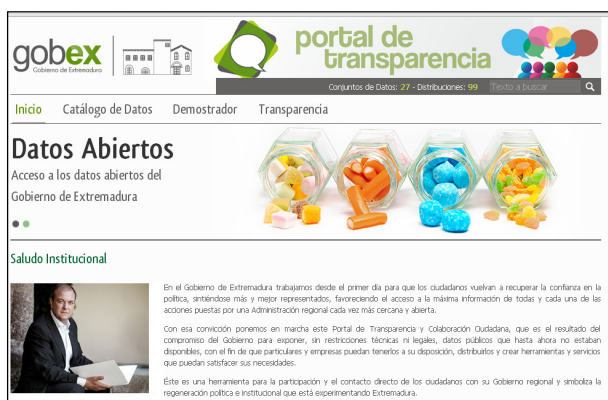 gobex
Gobierno de Extremadura
portal de
transparencia
Conjuntos de Datos: 27 - Distribuciones: 99
Texto a buscar
Inicio Catálogo de Datos Demostrador Transparencia
Datos Abiertos
Acceso a los datos abiertos del
Gobierno de Extremadura
Saludo Institucional
En el Gobierno de Extremadura trabajamos desde el primer día para que los ciudadanos vuelvan a recuperar la confianza en la
política, sintiéndose más y mejor representados, favoreciendo el acceso a la máxima información de todas y cada una de las
acciones puestas por una Administración regional cada vez más cercana y abierta.
Con esa convicción ponemos en marcha este Portal de Transparencia y Colaboración Ciudadana, que es el resultado del
compromiso del Gobierno para exponer, sin restricciones técnicas ni legales, datos públicos que hasta ahora no estaban
disponibles, con el fin de que particulares y empresas puedan tenerlos a su disposición, distribuirlos y crear herramientas y servicios
que puedan satisfacer sus necesidades.
Éste es una herramienta para la participación y el contacto directo de los ciudadanos con su Gobierno regional y simboliza la
regeneración política e institucional que está experimentando Extremadura.